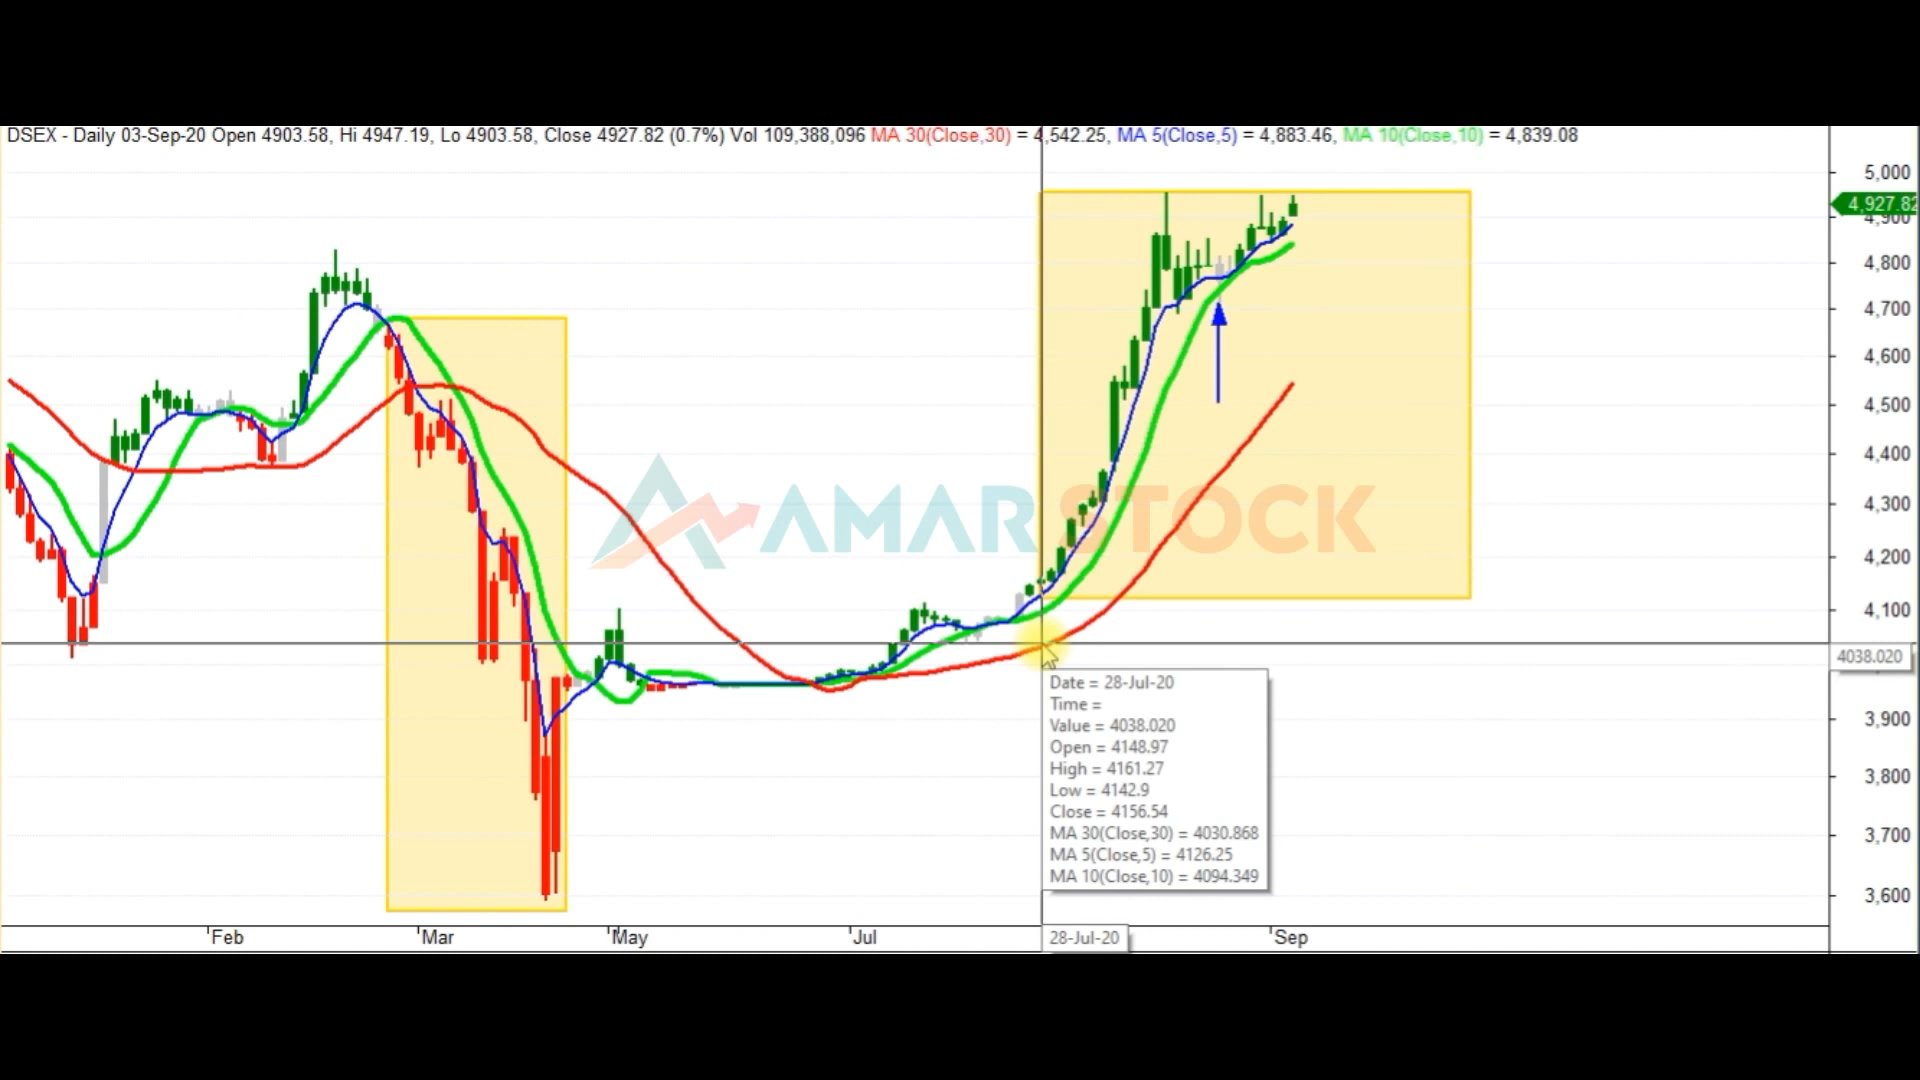 DSEX - Daily 03-Sep-20 Open 4903.58, Hi 4947.19, Lo 4903.58, Close 4927.82 (0.7%) Vol 109,388,096 MA 30(Close,30) = 4,542.25, MA 5(Close,5) = 4,883.46, MA 10(Close,10) = 4,839.08
5,000
4,927.82
4,900
4,800
4,700
4,600
4,500
4,400
AMARSTOCK
4,300
4,200
4,100
4038.020
Date = 28-Jul-20
Time =
Value = 4038.020
Open = 4148.97
High = 4161.27
Low = 4142.9
Close = 4156.54
MA 30(Close,30) = 4030.868
MA 5(Close,5) = 4126.25
MA 10(Close,10) = 4094.349
3,900
3,800
3,700
3,600
Feb Mar May Jul 28-Jul-20 Sep